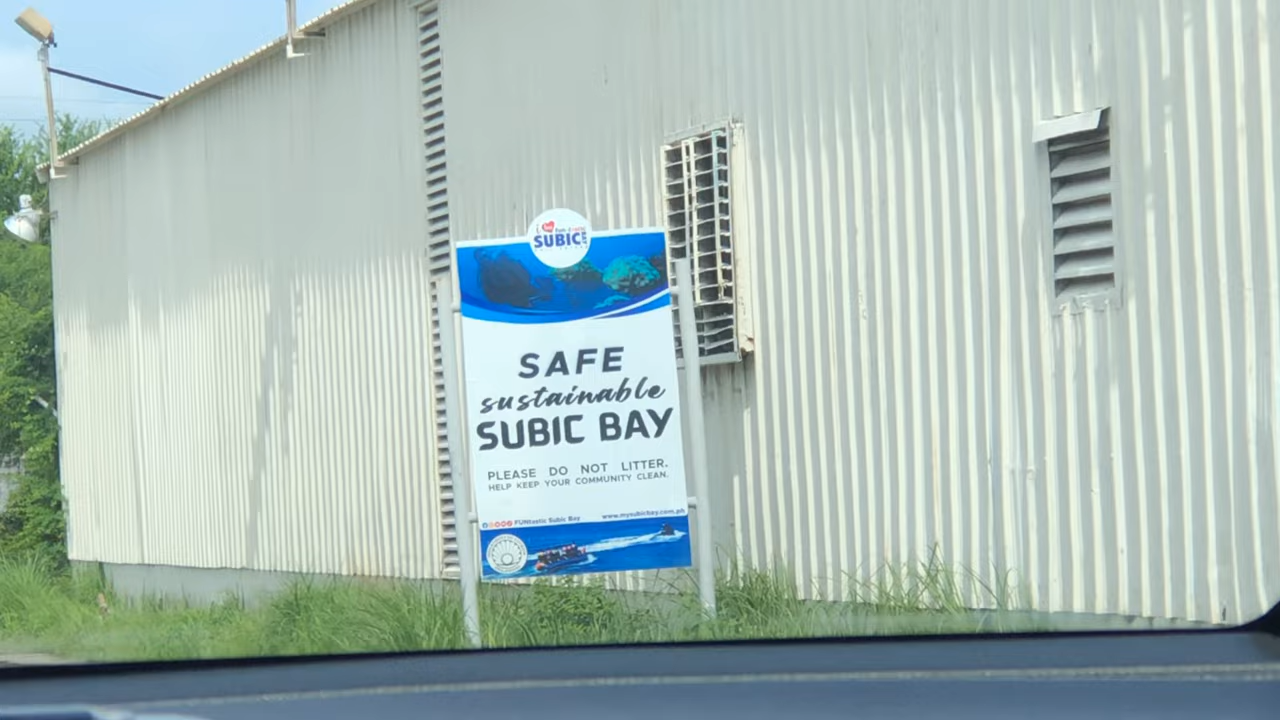 SUBIC
SAFE
sustainable
SUBIC BAY
PLEASE DO NOT LITTER.
HELP KEEP YOUR COMMUNITY CLEAN.
FUNtastic Subic Bay www.mysubicbay.com.ph